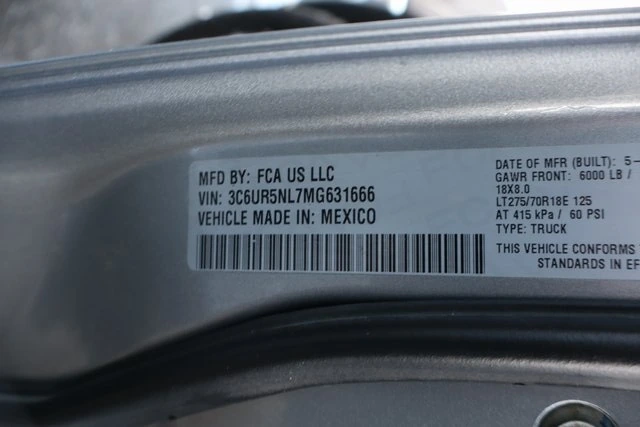 MFD BY: FCA US LLC
VIN: 3C6UR5NL7MG631666
VEHICLE MADE IN: MEXICO
DATE OF MFR (BUILT): 5-
GAWR FRONT: 6000 LB /
18X8.0
LT275/70R18E 125
AT 415 kPa / 60 PSI
TYPE: TRUCK
THIS VEHICLE CONFORMS
STANDARDS IN EF